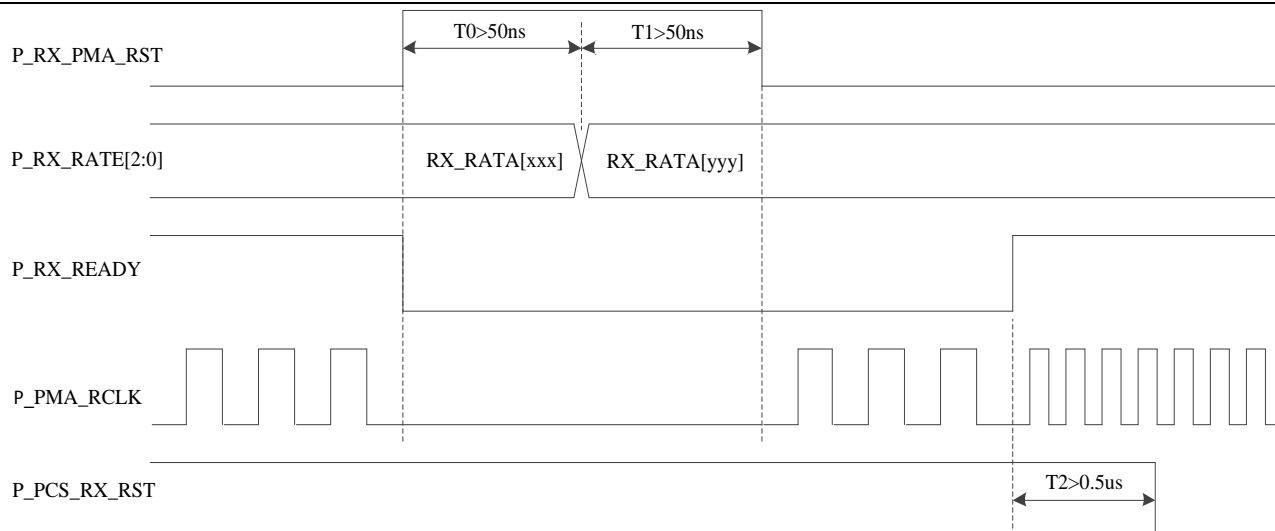 T0>50ns T1>50ns
P_RX_PMA_RST
P_RX_RATE[2:0] RX_RATA[xxx] RX_RATA[yyy]
P_RX_READY
P_PMA_RCLK
P_PCS_RX_RST T2>0.5us